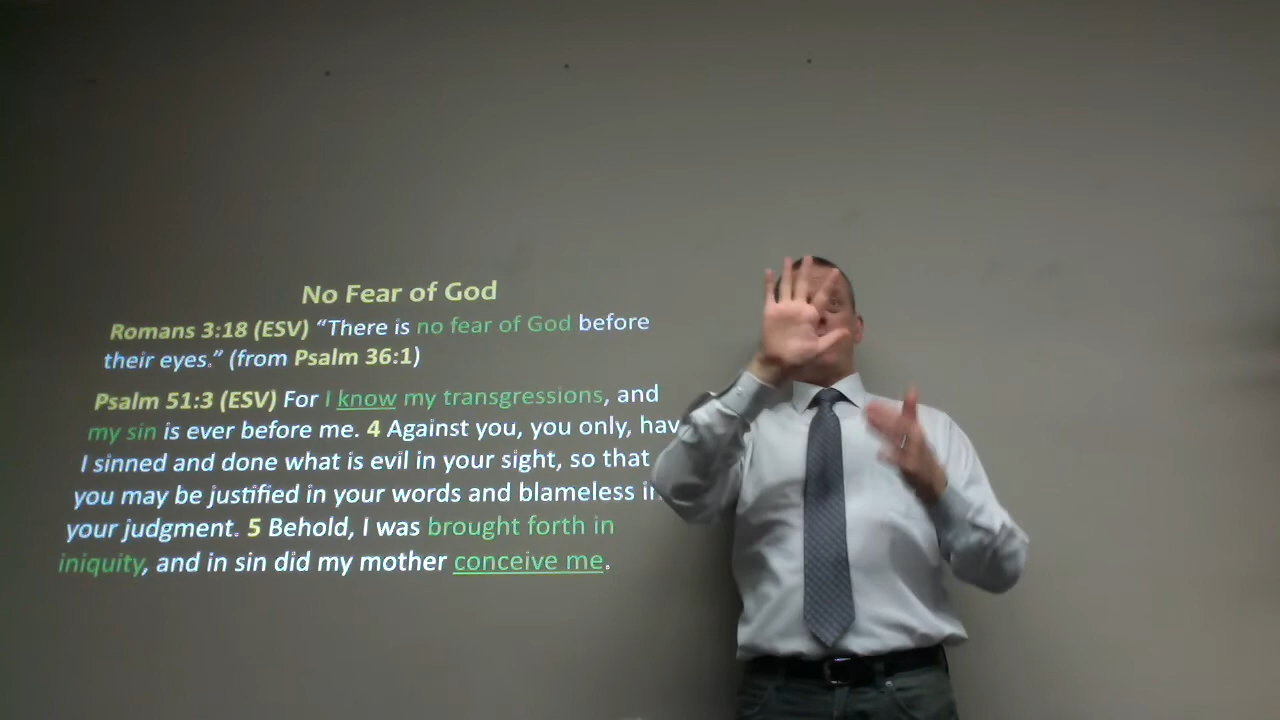 No Fear of God
Romans 3:18 (ESV) “There is no fear of God before
their eyes.” (from Psalm 36:1)
Psalm 51:3 (ESV) For I know my transgressions, and
my sin is ever before me. 4 Against you, you only, hav
I sinned and done what is evil in your sight, so that
you may be justified in your words and blameless in
your judgment. 5 Behold, I was brought forth in
iniquity, and in sin did my mother conceive me.